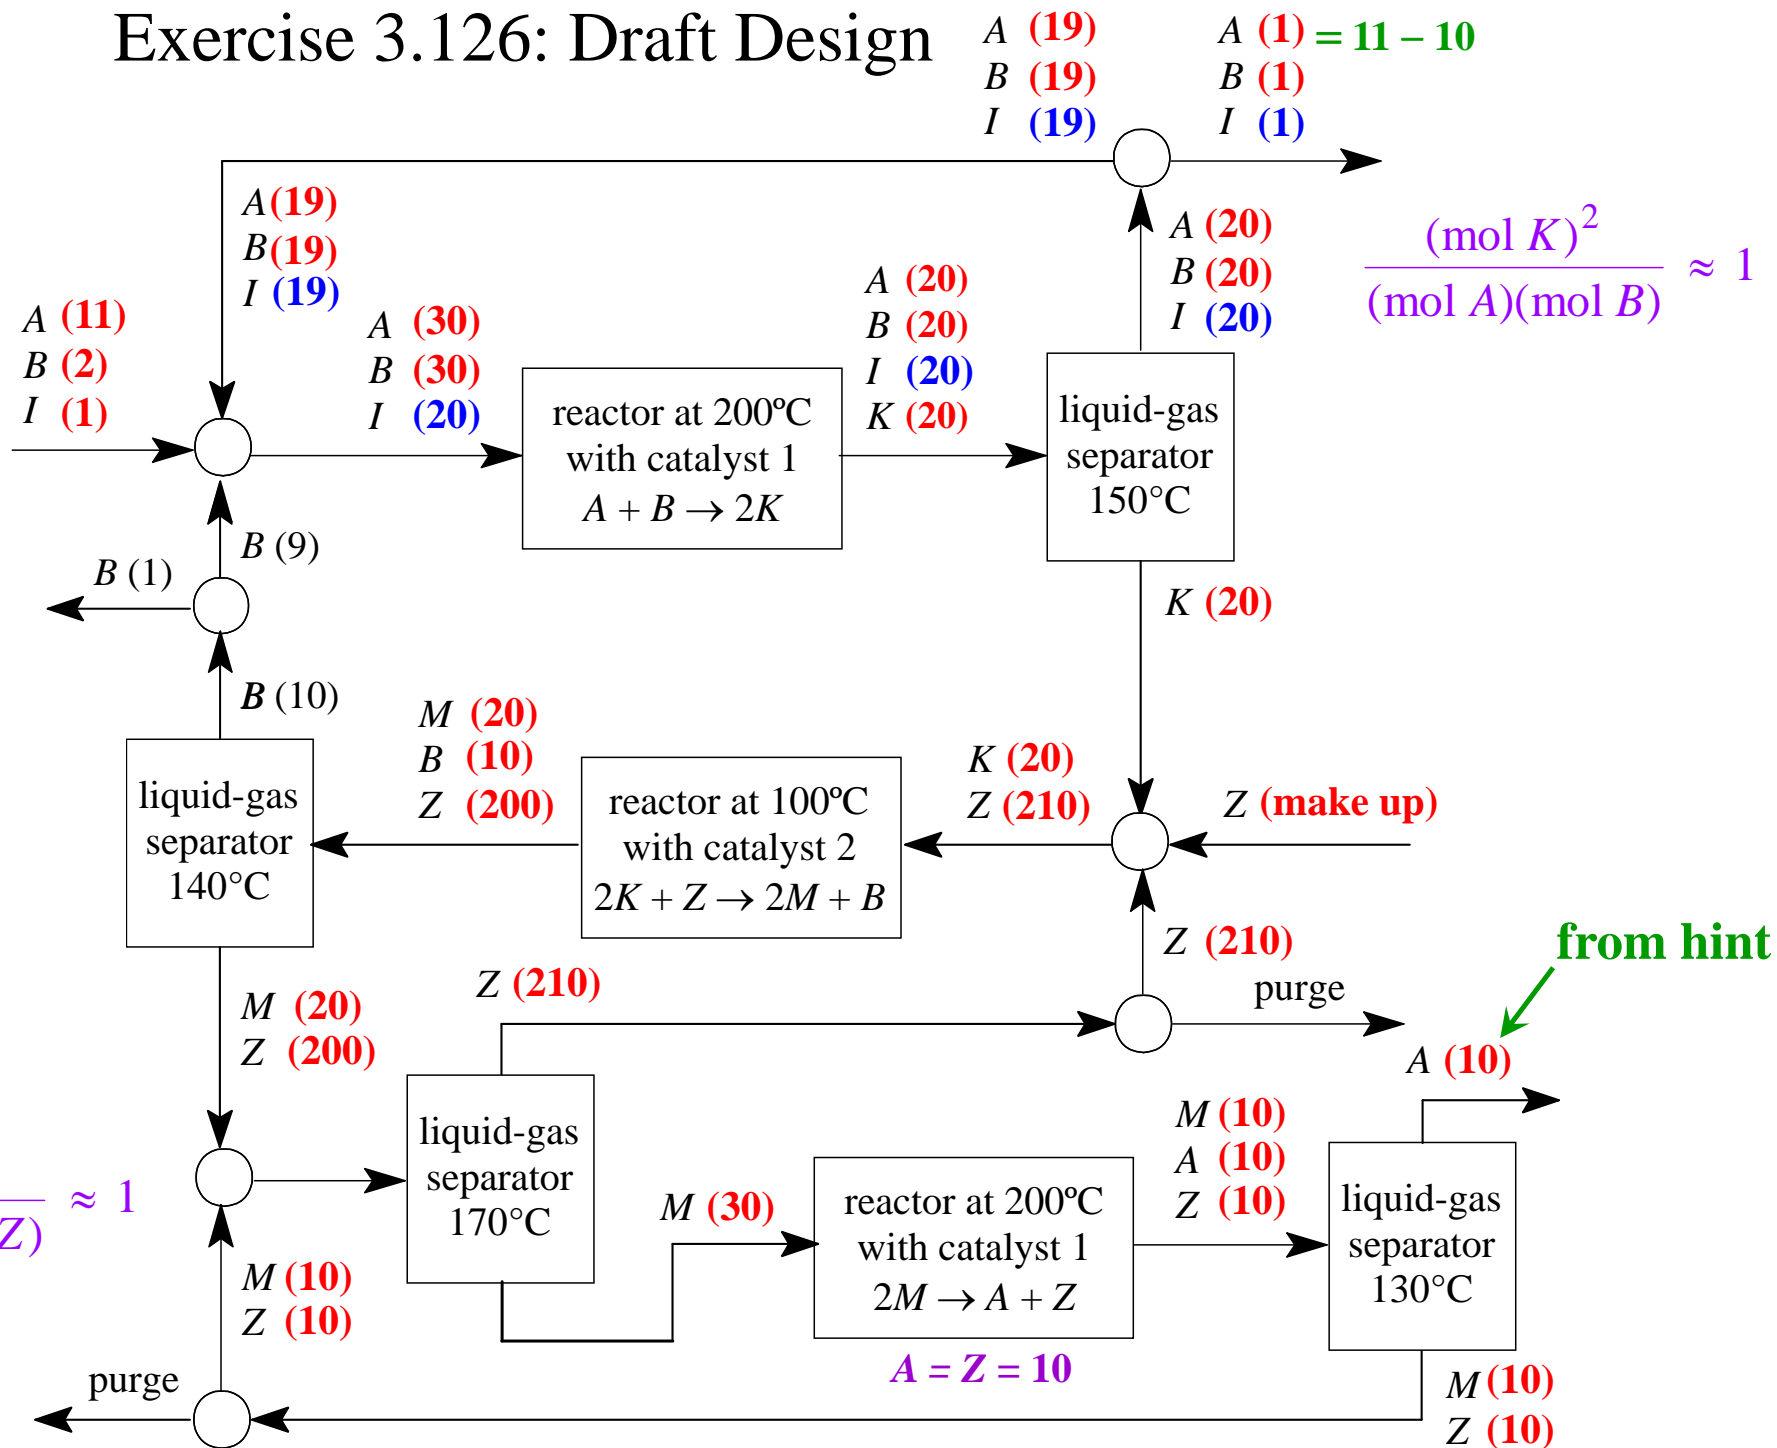 Exercise 3.126: Draft Design
A (19)
B (19)
I (19)
A (1) = 11 – 10
B (1)
I (1)
A (19)
B (19)
I (19)
A (20)
B (20)
I (20)
(mol K)²
(mol A)(mol B)
≈ 1
A (11)
B (2)
I (1)
A (30)
B (30)
I (20)
reactor at 200ºC
with catalyst 1
A + B → 2K
A (20)
B (20)
I (20)
K (20)
liquid-gas
separator
150°C
B (9)
B (1)
B (10)
K (20)
liquid-gas
separator
140°C
M (20)
B (10)
Z (200)
reactor at 100ºC
with catalyst 2
2K + Z → 2M + B
K (20)
Z (210)
Z (make up)
Z (210)
purge
from hint
M (20)
Z (200)
Z (210)
liquid-gas
separator
170°C
M (30)
reactor at 200ºC
with catalyst 1
2M → A + Z
A = Z = 10
M (10)
A (10)
Z (10)
A (10)
liquid-gas
separator
130°C
Z)
≈ 1
M (10)
Z (10)
purge
M (10)
Z (10)